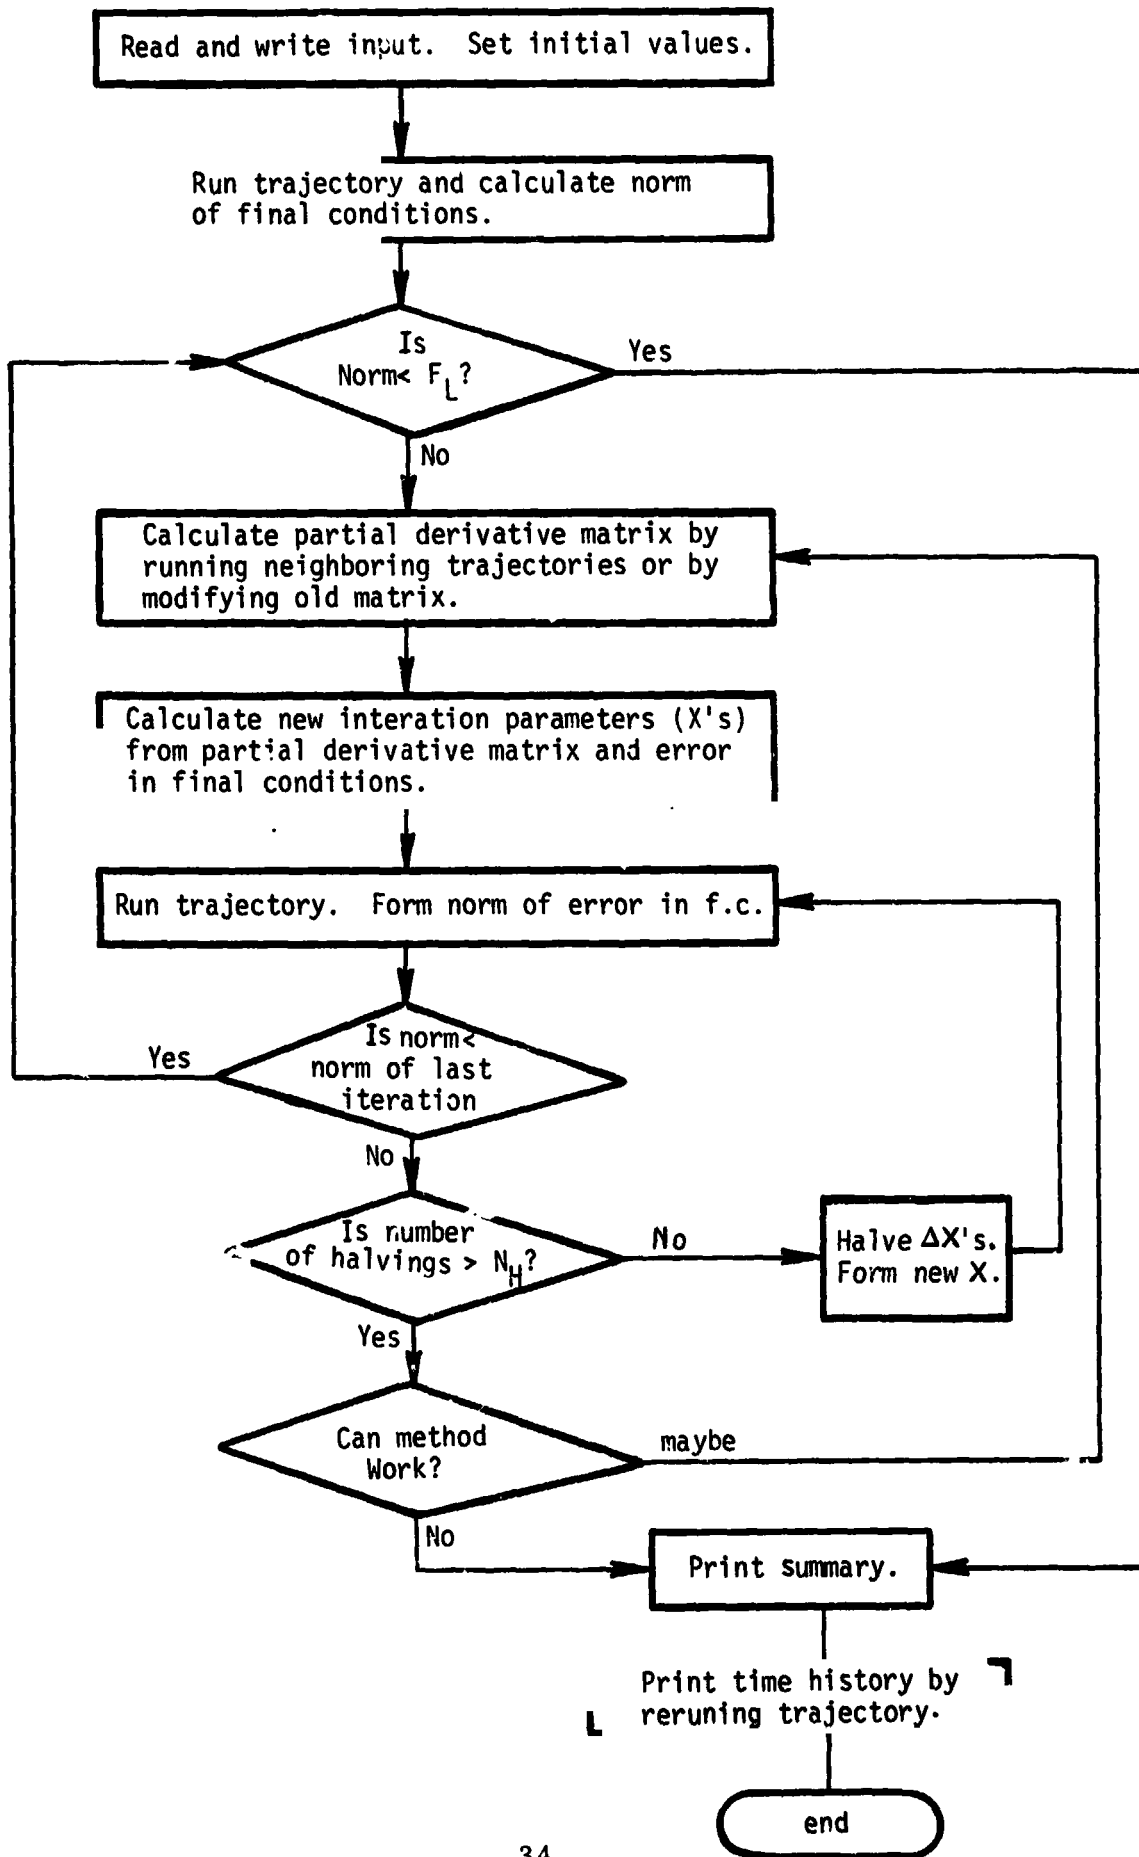 Read and write input. Set initial values.
Run trajectory and calculate norm
of final conditions.
Is
Norm< F_L?
Yes
No
Calculate partial derivative matrix by
running neighboring trajectories or by
modifying old matrix.
Calculate new interation parameters (X's)
from partial derivative matrix and error
in final conditions.
Run trajectory. Form norm of error in f.c.
Is norm<
norm of last
iteration
Yes
No
Is number
of halvings > N_H?
No
Halve ΔX's.
Form new X.
Yes
Can method
Work?
maybe
No
Print summary.
Print time history by
reruning trajectory.
end
34